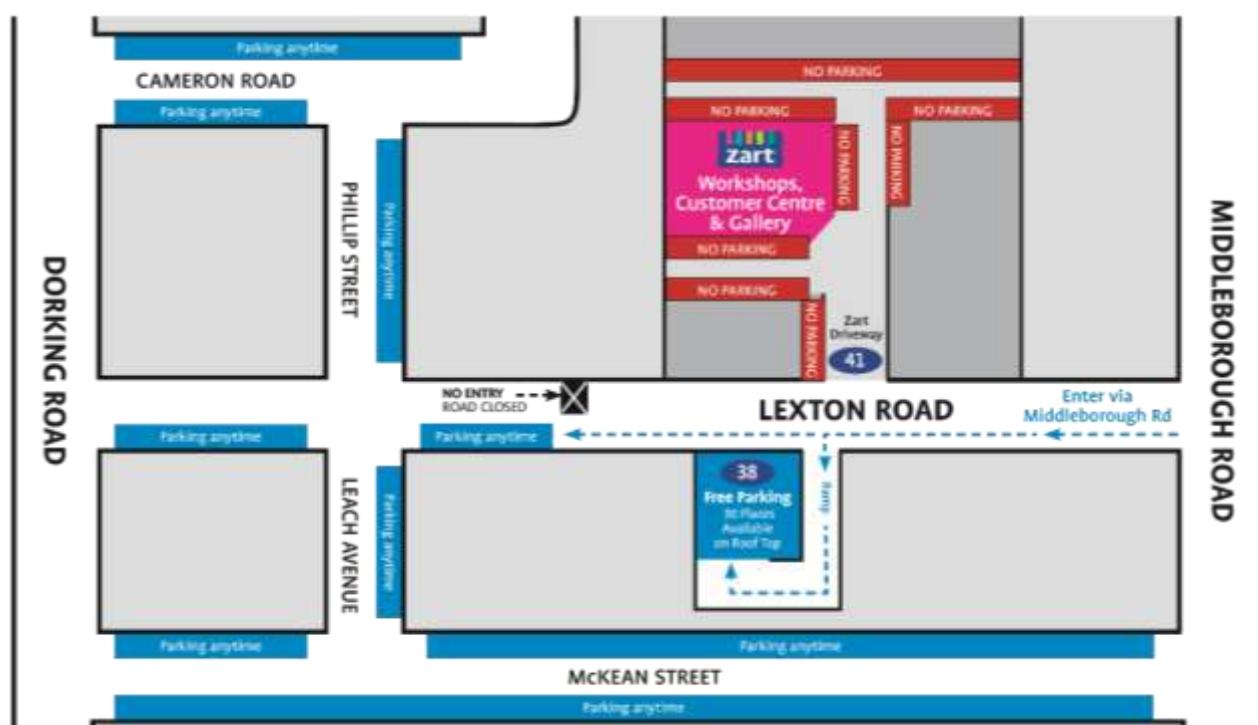 Parking anytime
CAMERON ROAD
Parking anytime
NO PARKING
NO PARKING
NO PARKING
zart
Workshops,
Customer Centre
& Gallery
NO PARKING
NO PARKING
NO PARKING
NO PARKING
NO PARKING
PHILLIP STREET
Parking anytime
DORKING ROAD
MIDDLEBOROUGH ROAD
Zart
Driveway
41
NO ENTRY
ROAD CLOSED
LEXTON ROAD
Enter via
Middleborough Rd
Parking anytime
Parking anytime
38
Free Parking
30 Places
Available
on Roof Top
Ramp
LEACH AVENUE
Parking anytime
Parking anytime
Parking anytime
McKEAN STREET
Parking anytime